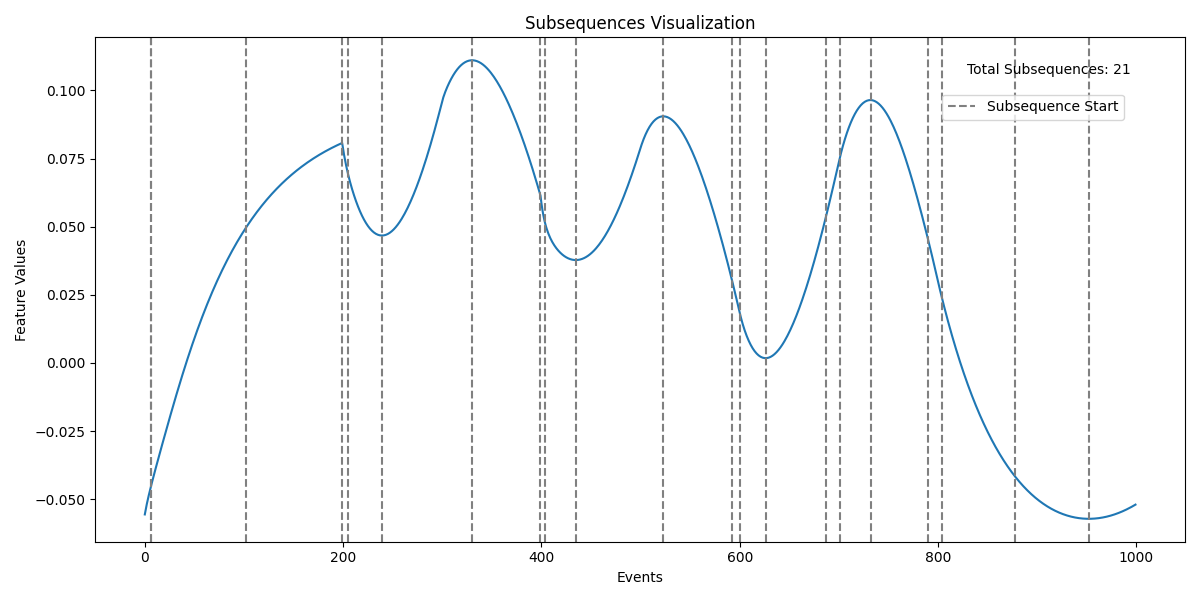 Subsequences Visualization
Total Subsequences: 21
Subsequence Start
Feature Values
0.100
0.075
0.050
0.025
0.000
−0.025
−0.050
0 200 400 600 800 1000
Events